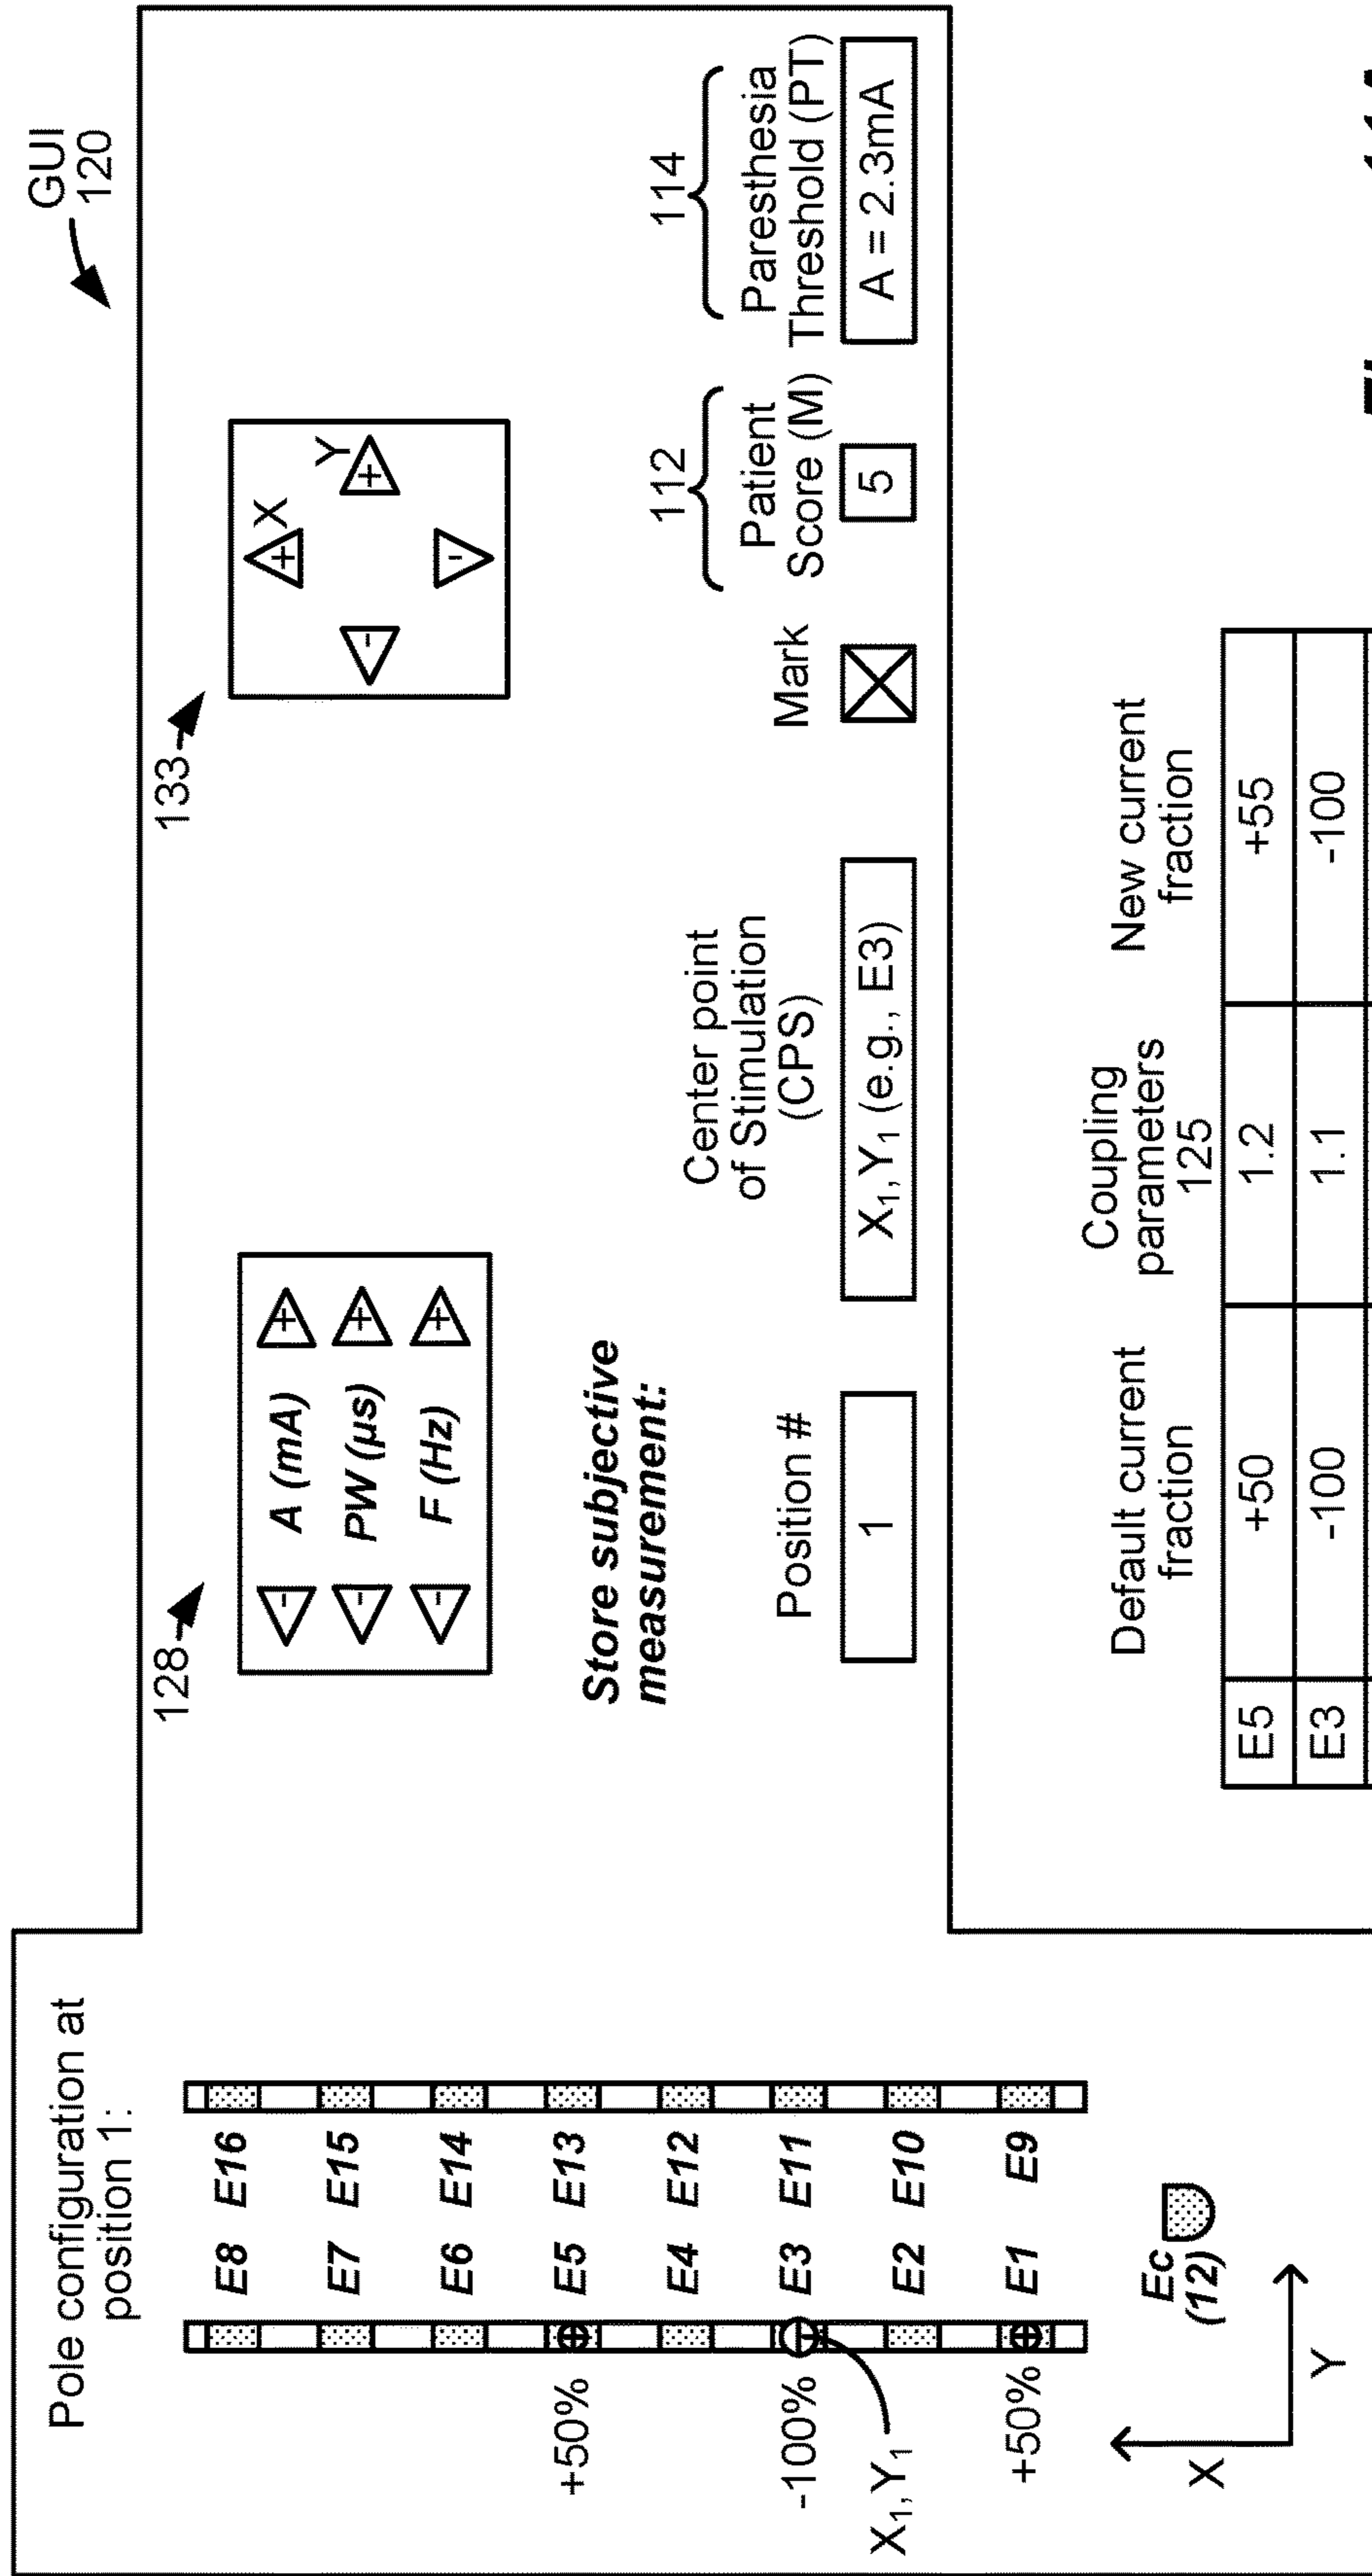 GUI
120
Pole configuration at
position 1:
E8 E16
E7 E15
E6 E14
+50% E5 E13
E4 E12
-100% E3 E11
X₁,Y₁
E2 E10
+50% E1 E9
Ec
(12)
X
Y
128
- A (mA) +
- PW (µs) +
- F (Hz) +
133
+ X
- + Y
-
Store subjective
measurement:
Position #
1
Center point
of Stimulation
(CPS)
X₁,Y₁ (e.g., E3)
Mark
112
Patient
Score (M)
5
114
Paresthesia
Threshold (PT)
A = 2.3mA
Default current
fraction
Coupling
parameters
125
New current
fraction
E5 +50 1.2 +55
E3 -100 1.1 -100